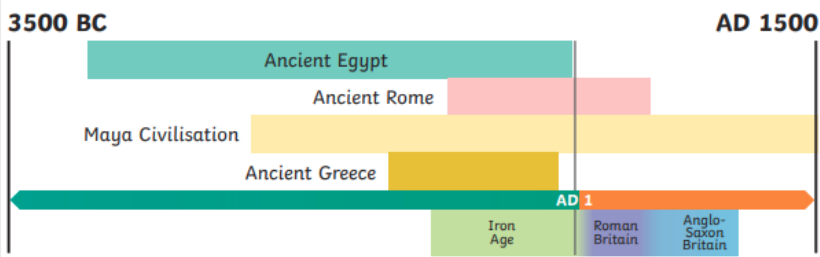 3500 BC
AD 1500
Ancient Egypt
Ancient Rome
Maya Civilisation
Ancient Greece
AD 1
Iron
Age
Roman
Britain
Anglo-
Saxon
Britain